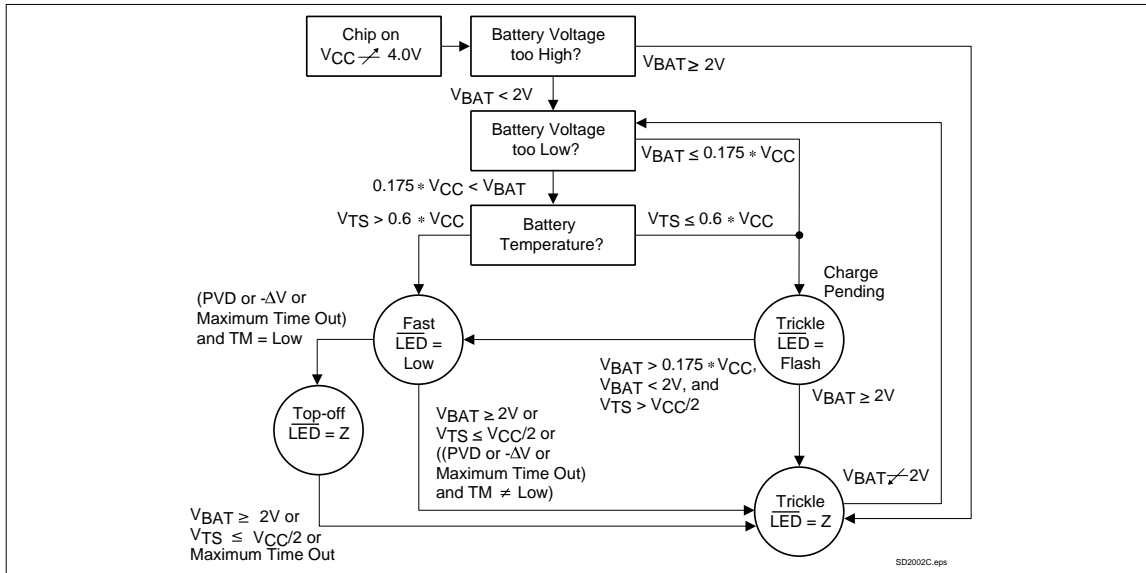 Chip on
VCC ↗ 4.0V
Battery Voltage
too High?
VBAT ≥ 2V
VBAT < 2V
Battery Voltage
too Low?
VBAT ≤ 0.175 * VCC
0.175 * VCC < VBAT
VTS > 0.6 * VCC
Battery
Temperature?
VTS ≤ 0.6 * VCC
Charge
Pending
(PVD or -ΔV or
Maximum Time Out)
and TM = Low
Fast
LED =
Low
Trickle
LED =
Flash
VBAT > 0.175 * VCC,
VBAT < 2V, and
VTS > VCC/2
VBAT ≥ 2V
Top-off
LED = Z
VBAT ≥ 2V or
VTS ≤ VCC/2 or
((PVD or -ΔV or
Maximum Time Out)
and TM ≠ Low)
VBAT ↙ 2V
Trickle
LED = Z
VBAT ≥ 2V or
VTS ≤ VCC/2 or
Maximum Time Out
SD2002C.eps